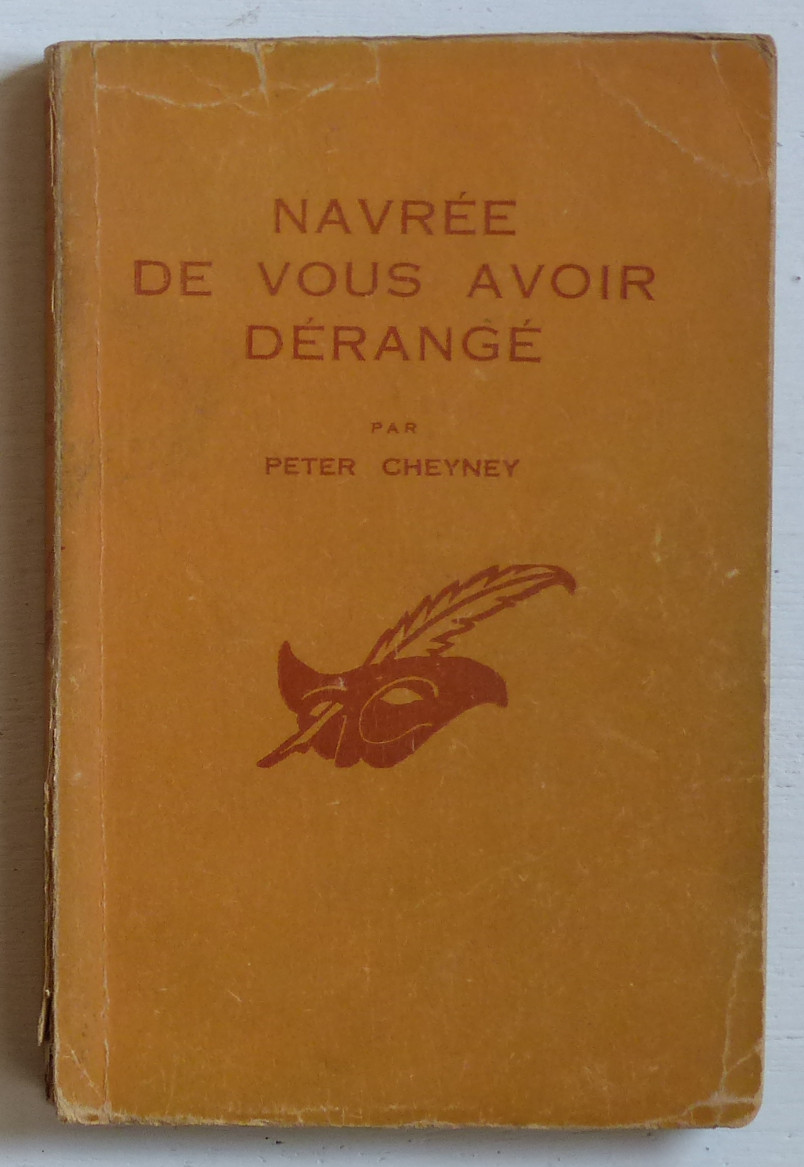 NAVRÉE
DE VOUS AVOIR
DÉRANGÉ
PAR
PETER CHEYNEY